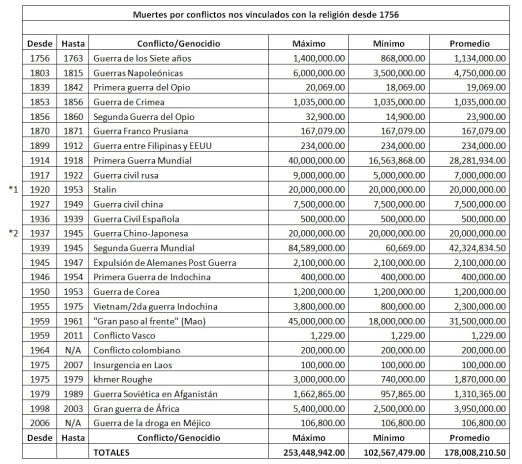 Muertes por conflictos nos vinculados con la religión desde 1756
Desde Hasta Conflicto/Genocidio Máximo Mínimo Promedio
1756 1763 Guerra de los Siete años 1,400,000.00 868,000.00 1,134,000.00
1803 1815 Guerras Napoleónicas 6,000,000.00 3,500,000.00 4,750,000.00
1839 1842 Primera guerra del Opio 20,069.00 18,069.00 19,069.00
1853 1856 Guerra de Crimea 1,035,000.00 1,035,000.00 1,035,000.00
1856 1860 Segunda Guerra del Opio 32,900.00 14,900.00 23,900.00
1870 1871 Guerra Franco Prusiana 167,079.00 167,079.00 167,079.00
1899 1912 Guerra entre Filipinas y EEUU 234,000.00 234,000.00 234,000.00
1914 1918 Primera Guerra Mundial 40,000,000.00 16,563,868.00 28,281,934.00
1917 1922 Guerra civil rusa 9,000,000.00 5,000,000.00 7,000,000.00
*1 1920 1953 Stalin 20,000,000.00 20,000,000.00 20,000,000.00
1927 1949 Guerra civil china 7,500,000.00 7,500,000.00 7,500,000.00
1936 1939 Guerra Civil Española 500,000.00 500,000.00 500,000.00
*2 1937 1945 Guerra Chino-Japonesa 20,000,000.00 20,000,000.00 20,000,000.00
1939 1945 Segunda Guerra Mundial 84,589,000.00 60,669.00 42,324,834.50
1945 1947 Expulsión de Alemanes Post Guerra 2,100,000.00 2,100,000.00 2,100,000.00
1946 1954 Primera Guerra de Indochina 400,000.00 400,000.00 400,000.00
1950 1953 Guerra de Corea 1,200,000.00 1,200,000.00 1,200,000.00
1955 1975 Vietnam/2da guerra Indochina 3,800,000.00 800,000.00 2,300,000.00
1959 1961 "Gran paso al frente" (Mao) 45,000,000.00 18,000,000.00 31,500,000.00
1959 2011 Conflicto Vasco 1,229.00 1,229.00 1,229.00
1964 N/A Conflicto colombiano 200,000.00 200,000.00 200,000.00
1975 2007 Insurgencia en Laos 100,000.00 100,000.00 100,000.00
1975 1979 khmer Roughe 3,000,000.00 740,000.00 1,870,000.00
1979 1989 Guerra Soviética en Afganistán 1,662,865.00 957,865.00 1,310,365.00
1998 2003 Gran guerra de África 5,400,000.00 2,500,000.00 3,950,000.00
2006 N/A Guerra de la droga en Méjico 106,800.00 106,800.00 106,800.00
Desde Hasta Conflicto/Genocidio Máximo Mínimo Promedio
TOTALES 253,448,942.00 102,567,479.00 178,008,210.50